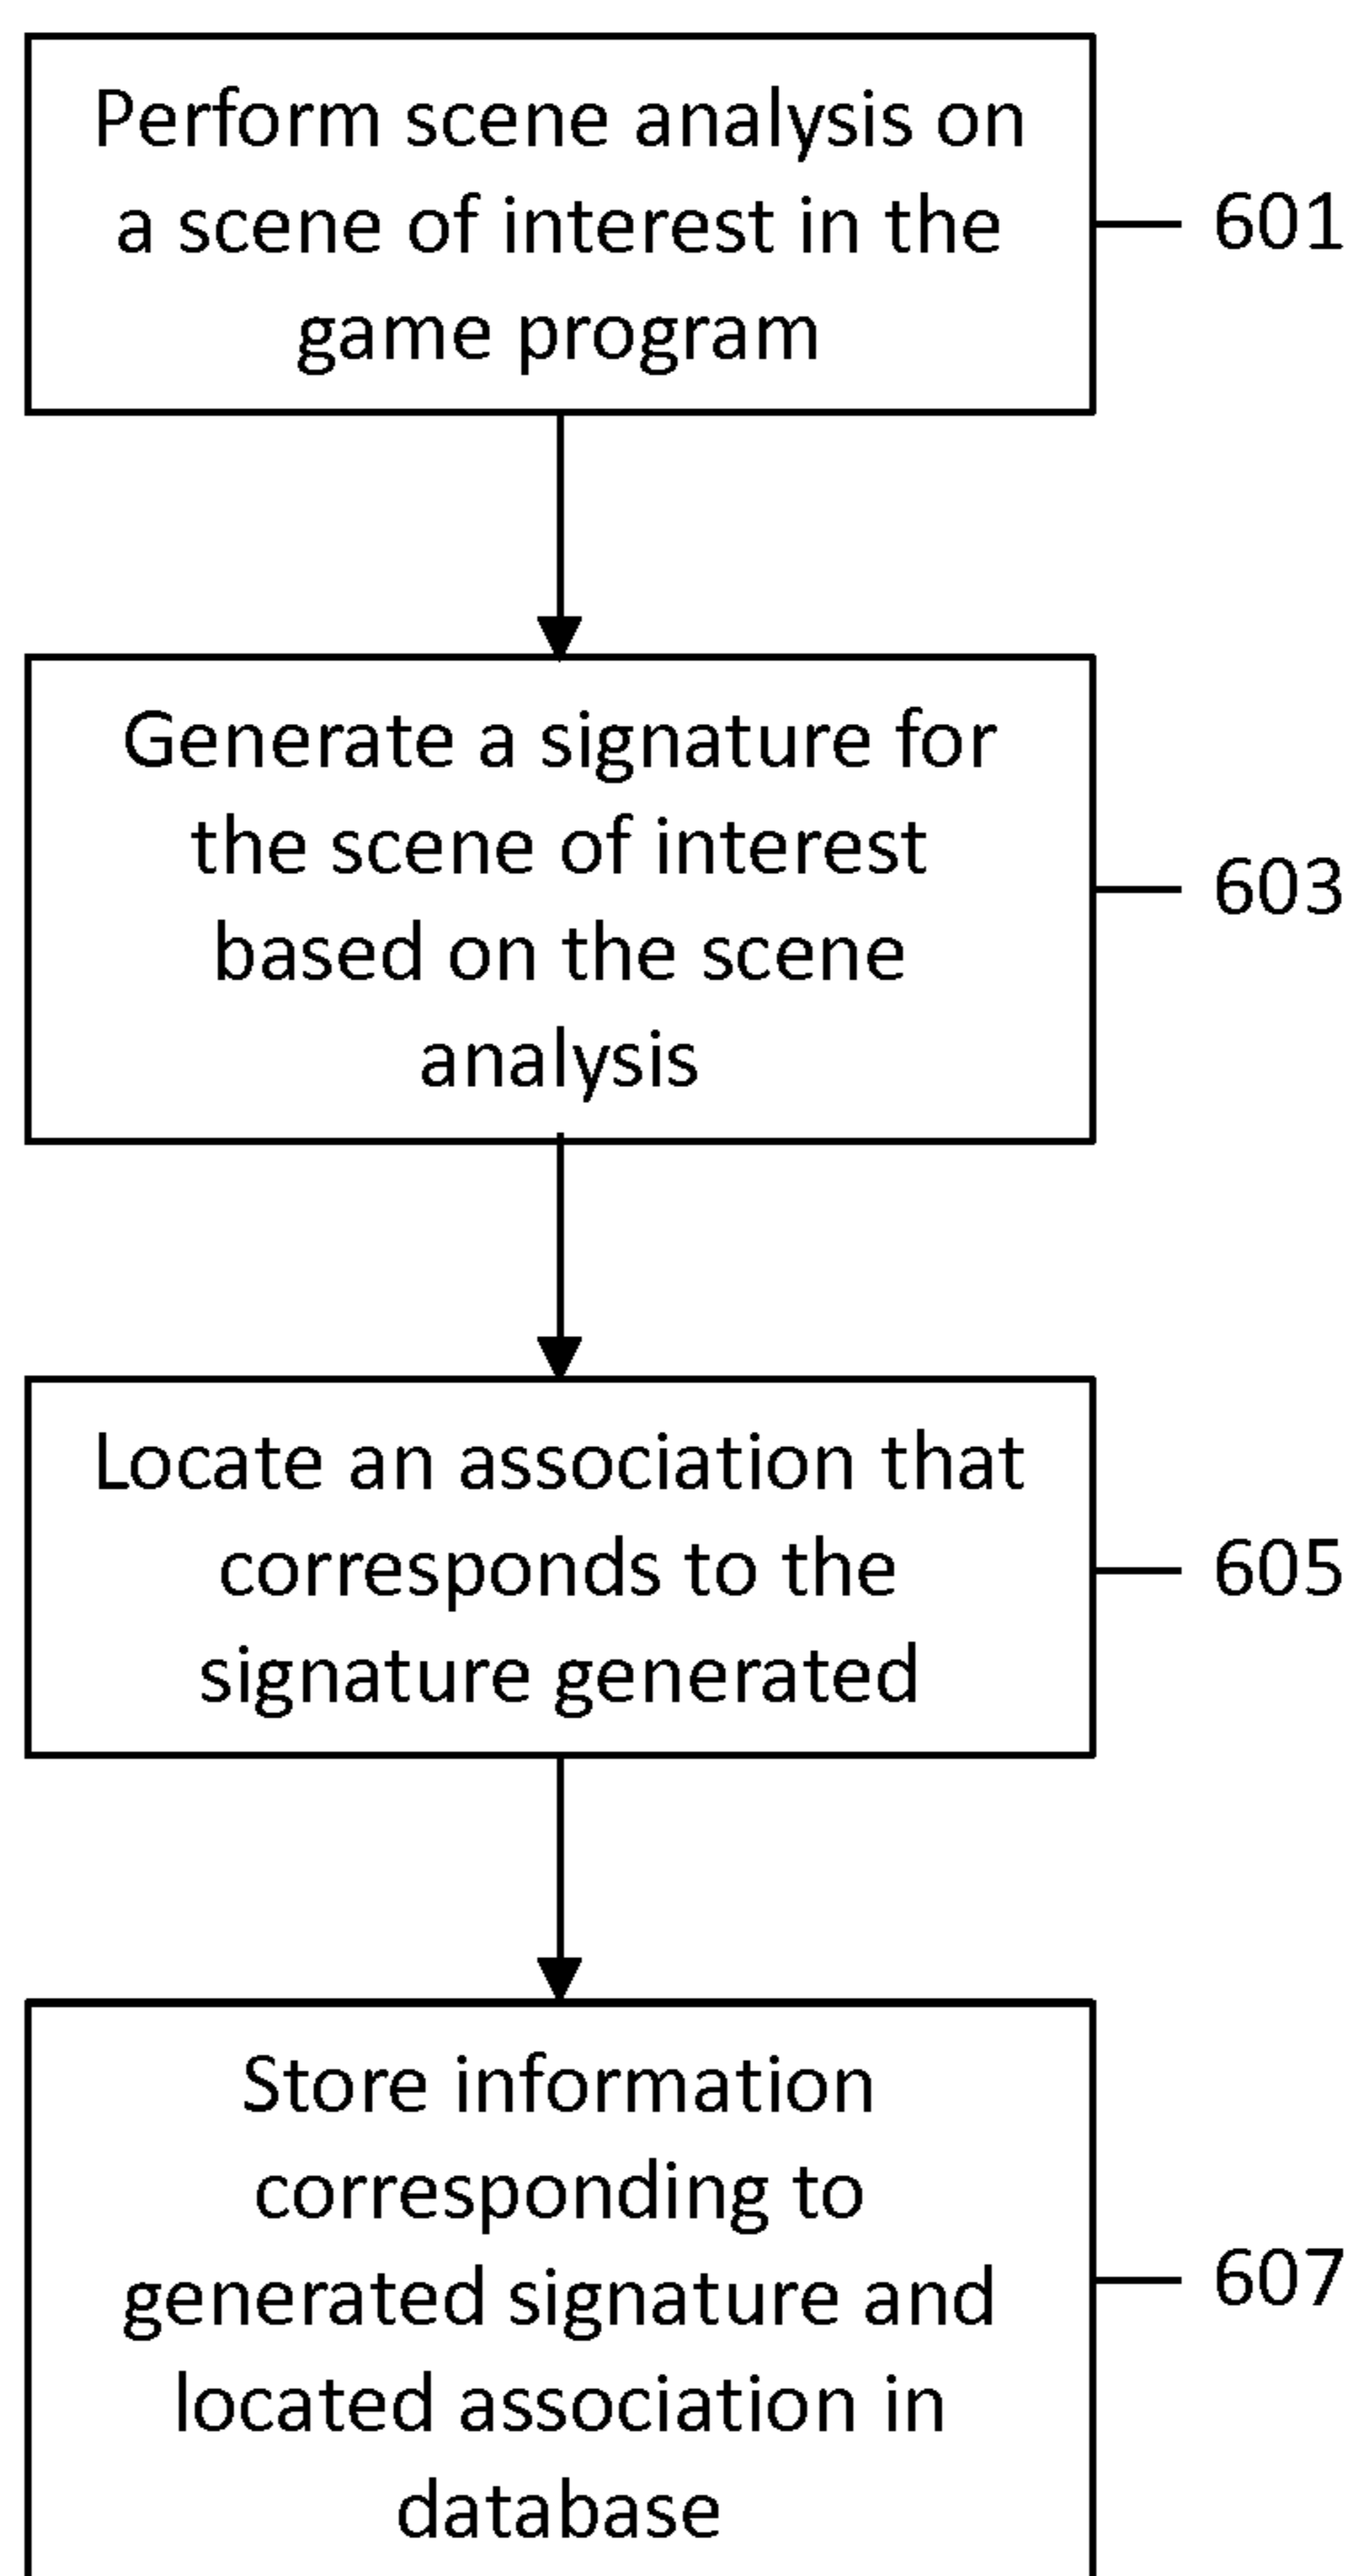 Perform scene analysis on
a scene of interest in the
game program
601
Generate a signature for
the scene of interest
based on the scene
analysis
603
Locate an association that
corresponds to the
signature generated
605
Store information
corresponding to
generated signature and
located association in
database
607